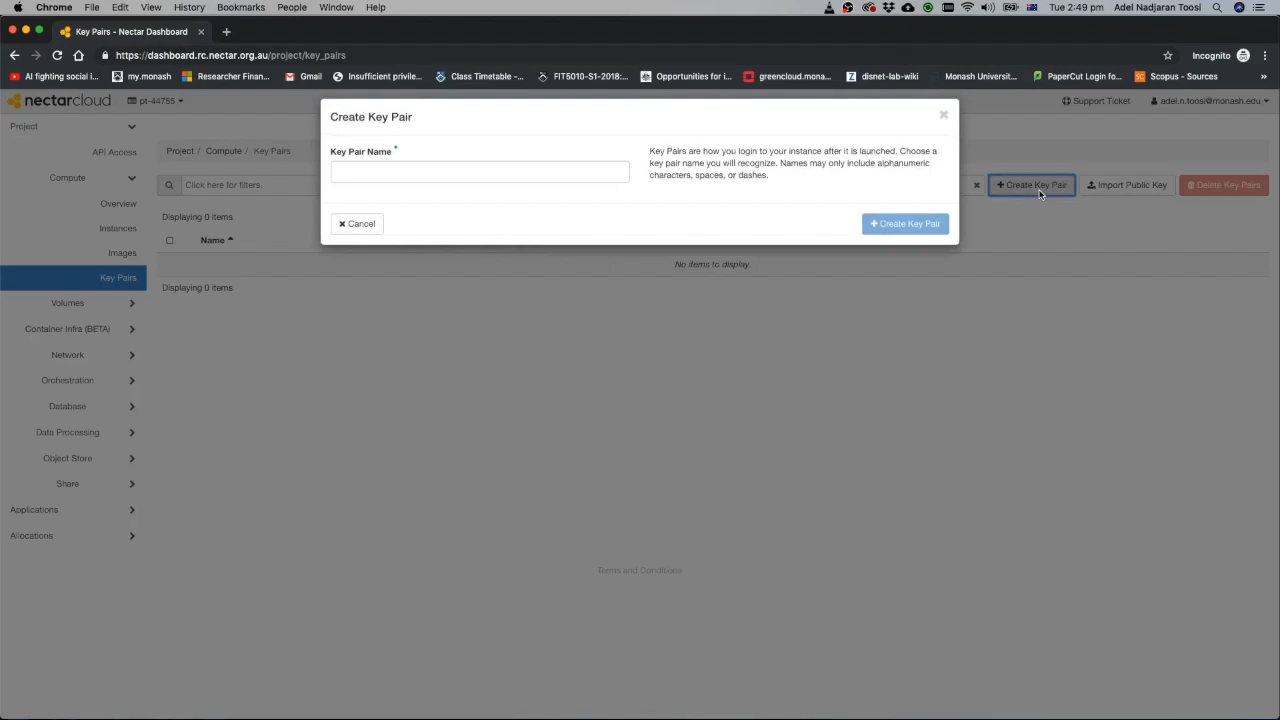 Chrome File Edit View History Bookmarks People Window Help Tue 2:49 pm Adel Nadjaran Toosi
Key Pairs - Nectar Dashboard
https://dashboard.rc.nectar.org.au/project/key_pairs Incognito
AI fighting social i... my.monash Researcher Finan... Gmail Insufficient privile... Class Timetable -... FIT5010-S1-2018:... Opportunities for i... greencloud.mona... disnet-lab-wiki Monash Universit... PaperCut Login fo... Scopus - Sources »
nectarcloud pt-44755 Support Ticket adel.n.toosi@monash.edu
Project
API Access
Compute
Overview
Instances
Images
Key Pairs
Volumes
Container Infra (BETA)
Network
Orchestration
Database
Data Processing
Object Store
Share
Applications
Allocations
Project / Compute / Key Pairs
Click here for filters. Create Key Pair Import Public Key Delete Key Pairs
Displaying 0 items
Name
No items to display.
Displaying 0 items
Create Key Pair
Key Pair Name *
Key Pairs are how you login to your instance after it is launched. Choose a
key pair name you will recognize. Names may only include alphanumeric
characters, spaces, or dashes.
Cancel
Create Key Pair
Terms and Conditions